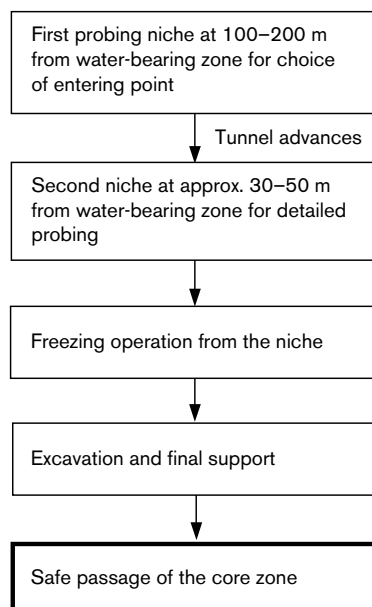 First probing niche at 100–200 m
from water-bearing zone for choice
of entering point
Tunnel advances
Second niche at approx. 30–50 m
from water-bearing zone for detailed
probing
Freezing operation from the niche
Excavation and final support
Safe passage of the core zone